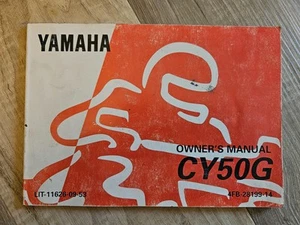 YAMAHA
OWNER'S MANUAL
CY50G
LIT-11626-09-53
4FB-28199-14